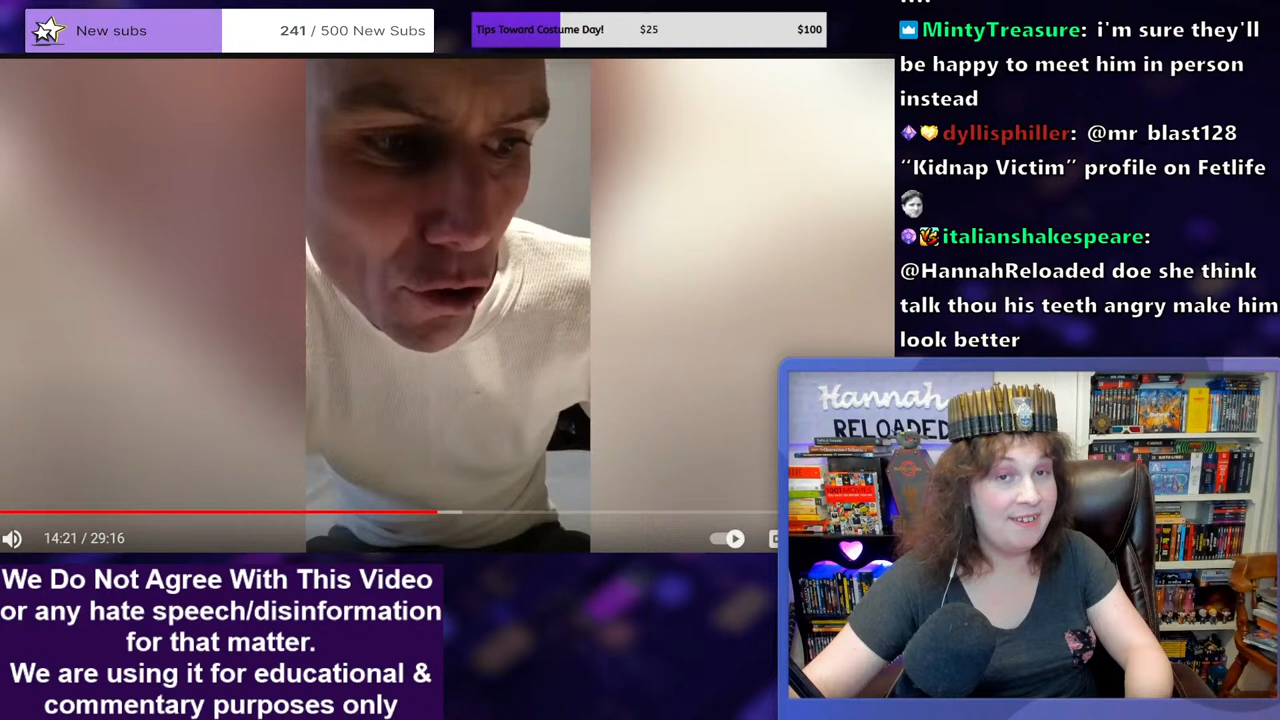 New subs
241 / 500 New Subs
Tips Toward Costume Day!
$25
$100
MintyTreasure: i'm sure they'll
be happy to meet him in person
instead
dyllisphiller: @mr_blast128
“Kidnap Victim” profile on Fetlife
italianshakespeare:
@HannahReloaded doe she think
talk thou his teeth angry make him
look better
14:21 / 29:16
Hannah
RELOADED
We Do Not Agree With This Video
or any hate speech/disinformation
for that matter.
We are using it for educational &
commentary purposes only